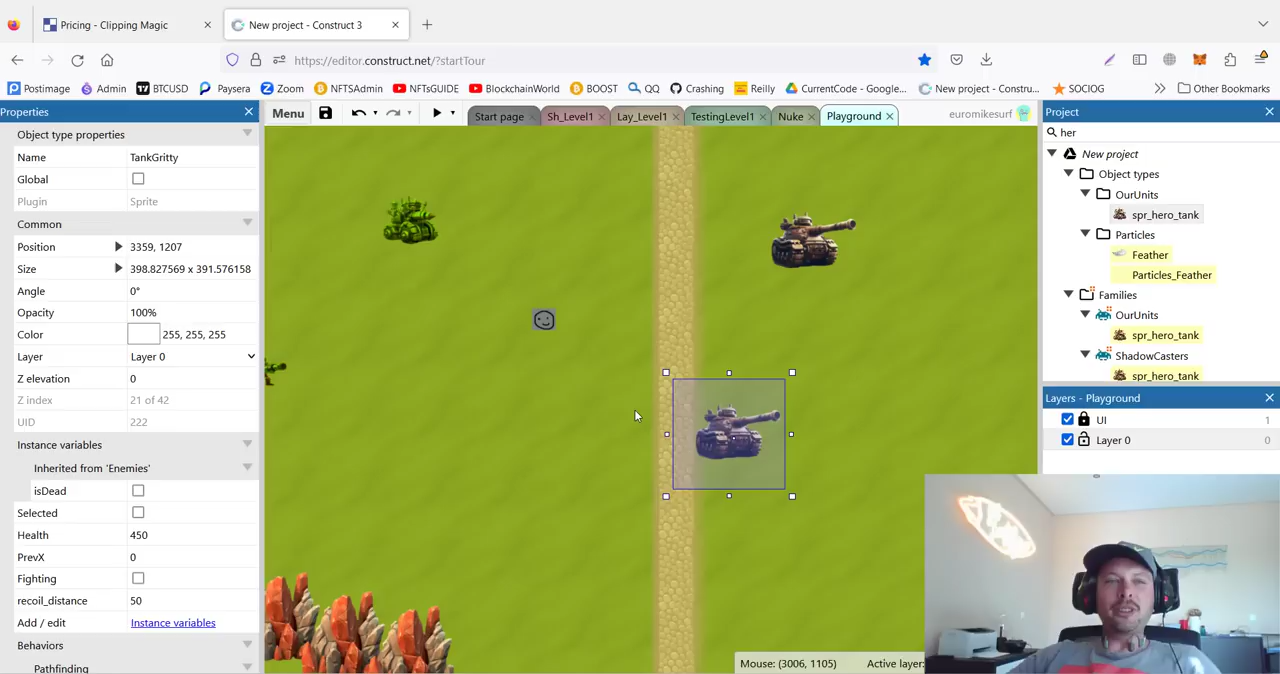 Pricing - Clipping Magic
New project - Construct 3
https://editor.construct.net/?startTour
Postimage Admin BTCUSD Paysera Zoom NFTSAdmin NFTsGUIDE BlockchainWorld BOOST QQ Crashing Reilly CurrentCode - Google... New project - Constru... SOCIOG Other Bookmarks
Properties
Menu
Start page Sh_Level1 Lay_Level1 TestingLevel1 Nuke Playground
euromikesurf
Project
Object type properties
Name TankGritty
Global
Plugin Sprite
Common
Position 3359, 1207
Size 398.827569 x 391.576158
Angle 0°
Opacity 100%
Color 255, 255, 255
Layer Layer 0
Z elevation 0
Z index 21 of 42
UID 222
Instance variables
Inherited from 'Enemies'
isDead
Selected
Health 450
PrevX 0
Fighting
recoil_distance 50
Add / edit Instance variables
Behaviors
Pathfinding
her
New project
Object types
OurUnits
spr_hero_tank
Particles
Feather
Particles_Feather
Families
OurUnits
spr_hero_tank
ShadowCasters
spr_hero_tank
Layers - Playground
UI 1
Layer 0 0
Mouse: (3006, 1105) Active layer: